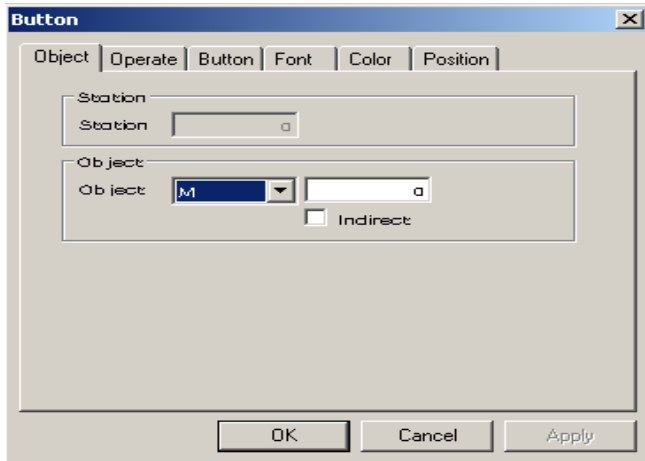 Button
Object Operate Button Font Color Position
Station
Station 0
Object
Object M 0
Indirect
OK Cancel Apply